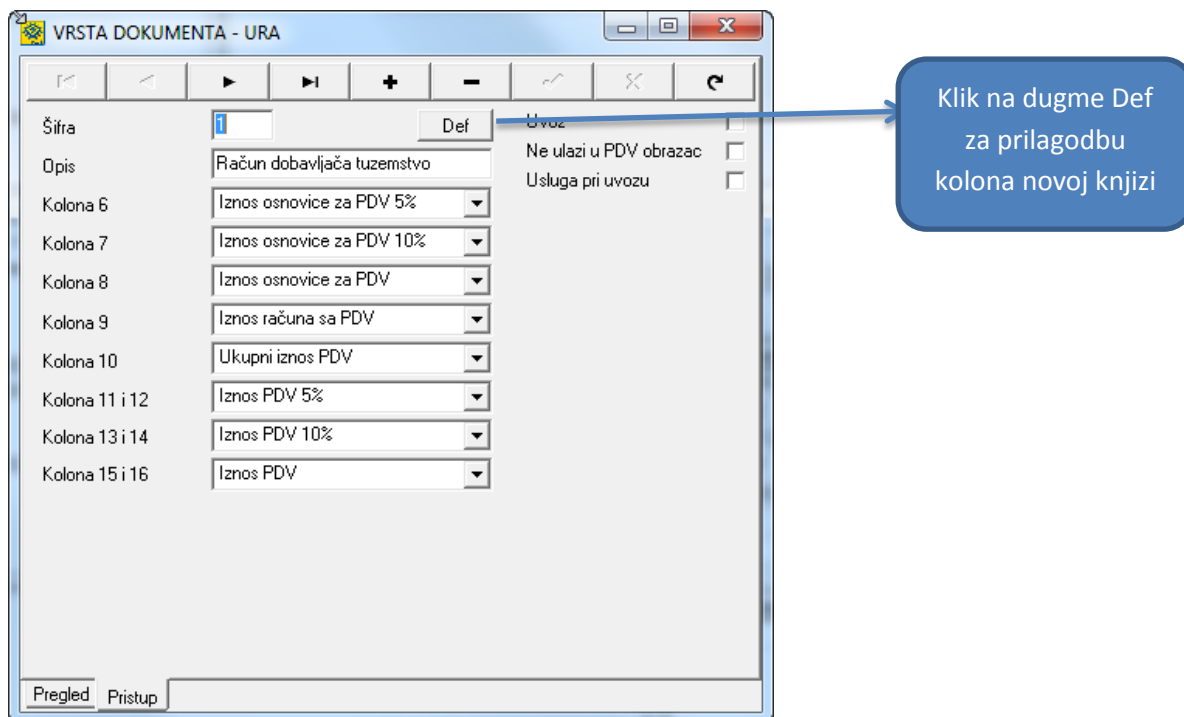 VRSTA DOKUMENTA - URA
Šifra 1 Def
Uvoz
Opis Račun dobavljača tuzemstvo
Ne ulazi u PDV obrazac
Usluga pri uvozu
Kolona 6 Iznos osnovice za PDV 5%
Kolona 7 Iznos osnovice za PDV 10%
Kolona 8 Iznos osnovice za PDV
Kolona 9 Iznos računa sa PDV
Kolona 10 Ukupni iznos PDV
Kolona 11 i 12 Iznos PDV 5%
Kolona 13 i 14 Iznos PDV 10%
Kolona 15 i 16 Iznos PDV
Pregled Pristup
Klik na dugme Def
za prilagodbu
kolona novoj knjizi